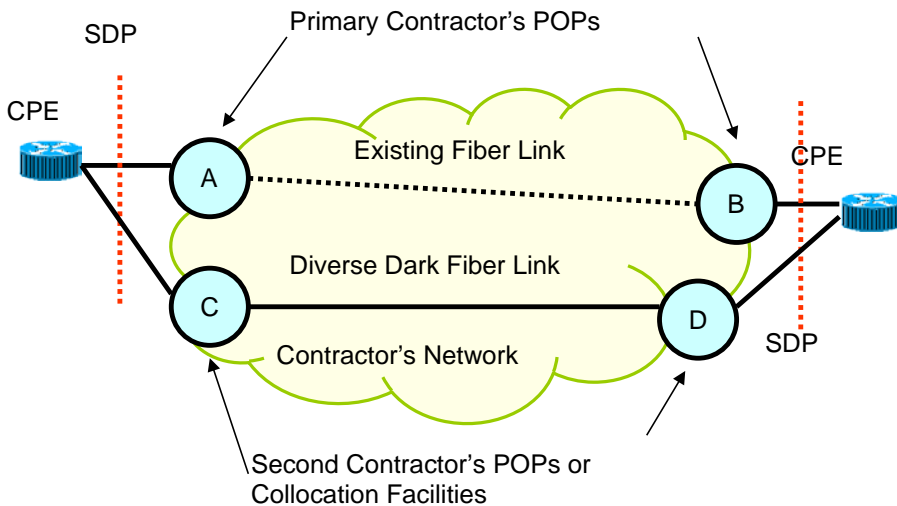 Primary Contractor's POPs
SDP
CPE
Existing Fiber Link
CPE
A
B
Diverse Dark Fiber Link
C
D
SDP
Contractor's Network
Second Contractor's POPs or
Collocation Facilities